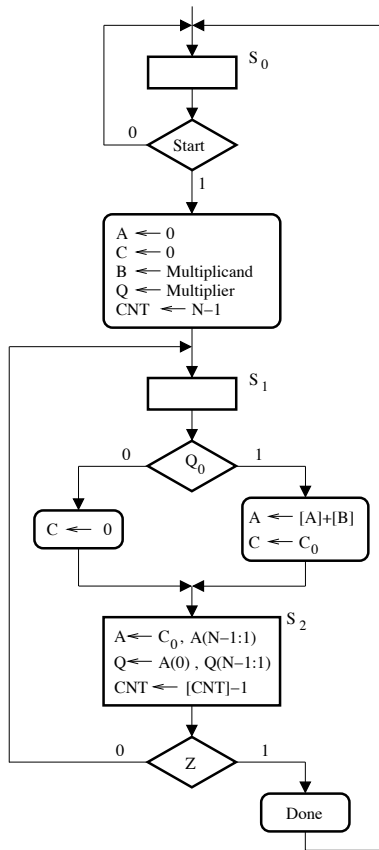 S0
0
Start
1
A ← 0
C ← 0
B ← Multiplicand
Q ← Multiplier
CNT ← N–1
S1
0
Q0
1
C ← 0
A ← [A]+[B]
C ← C0
S2
A ← C0, A(N–1:1)
Q ← A(0) , Q(N–1:1)
CNT ← [CNT]–1
0
Z
1
Done